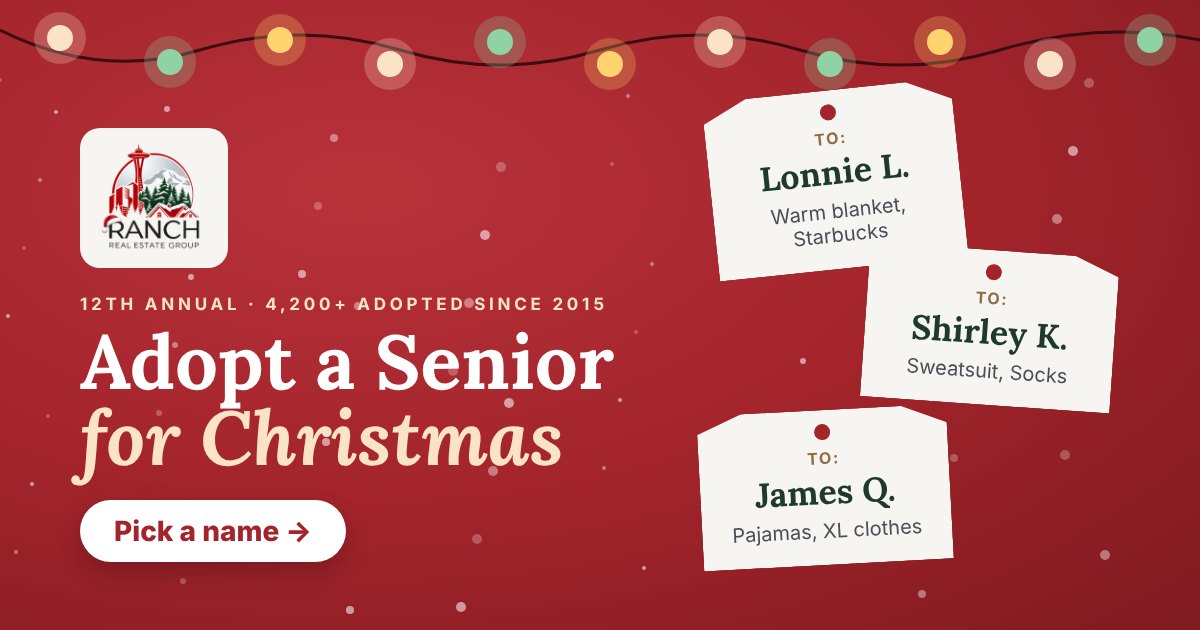 RANCH
REAL ESTATE GROUP
12TH ANNUAL · 4,200+ ADOPTED SINCE 2015
Adopt a Senior
for Christmas
Pick a name →
TO:
Lonnie L.
Warm blanket,
Starbucks
TO:
Shirley K.
Sweatsuit, Socks
TO:
James Q.
Pajamas, XL clothes